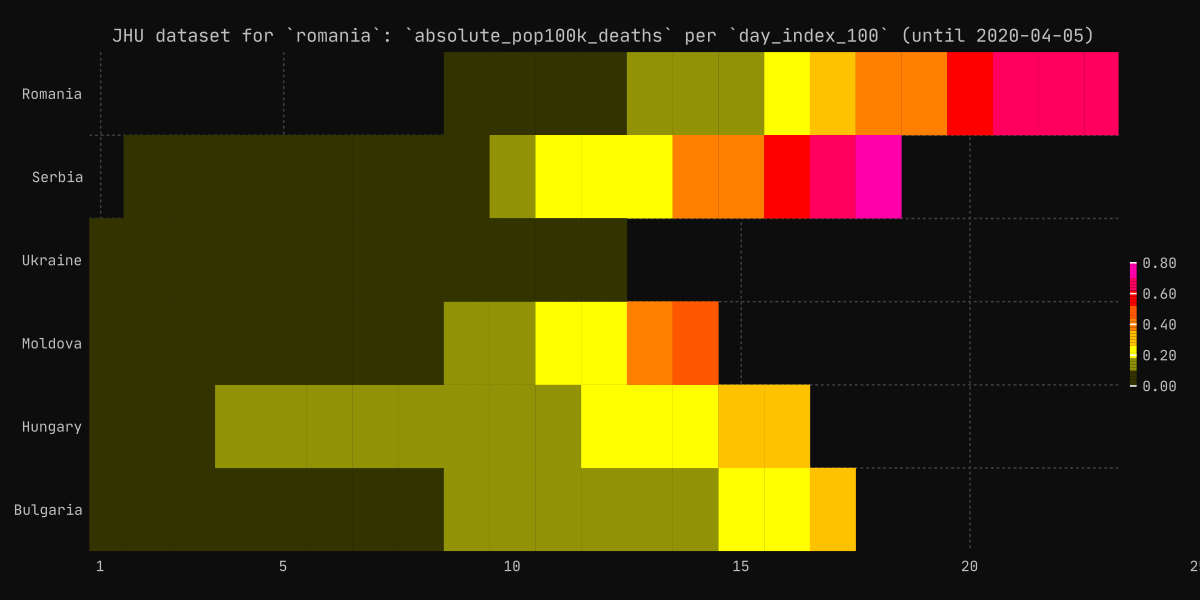 JHU dataset for `romania`: `absolute_pop100k_deaths` per `day_index_100` (until 2020-04-05)
Romania
Serbia
Ukraine
Moldova
Hungary
Bulgaria
0.80
0.60
0.40
0.20
0.00
1 5 10 15 20